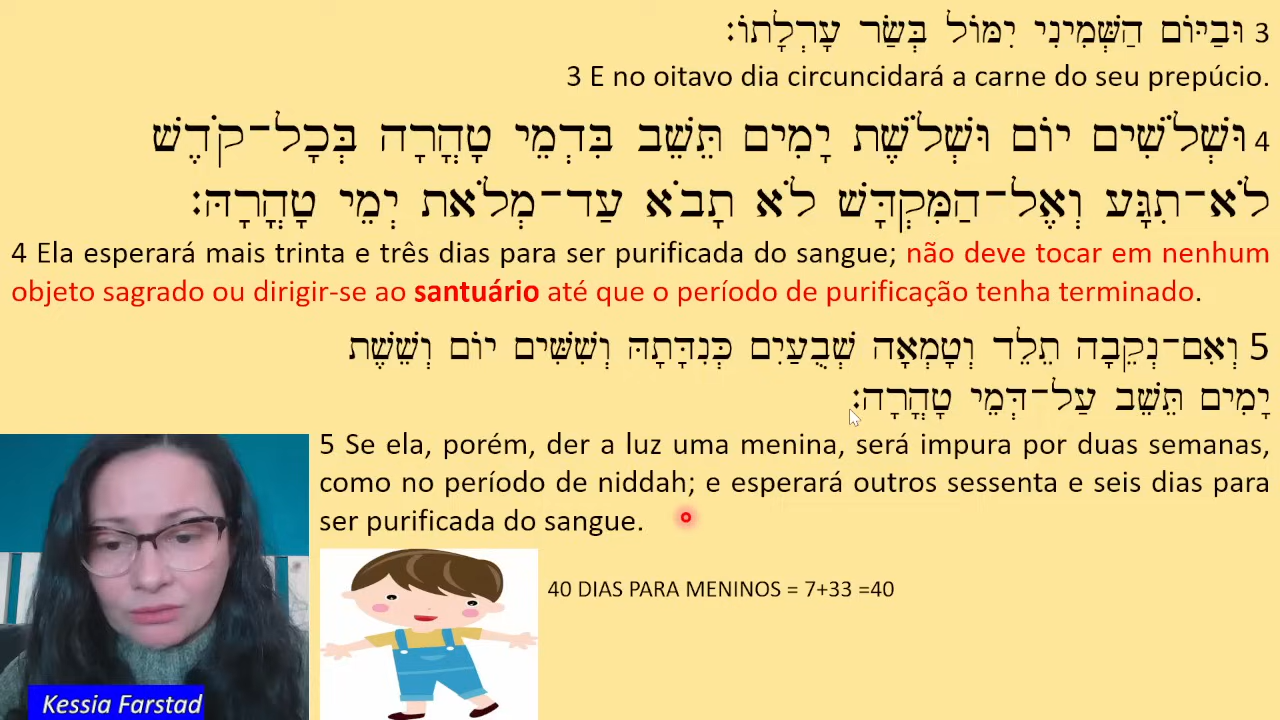 3 וּבַיּוֹם הַשְּׁמִינִי יִמּוֹל בְּשַׂר עָרְלָתוֹ׃
3 E no oitavo dia circuncidará a carne do seu prepúcio.
4 וּשְׁלֹשִׁים יוֹם וּשְׁלֹשֶׁת יָמִים תֵּשֵׁב בִּדְמֵי טָהֳרָה בְּכָל־קֹדֶשׁ
לֹא־תִגָּע וְאֶל־הַמִּקְדָּשׁ לֹא תָבֹא עַד־מְלֹאת יְמֵי טָהֳרָהּ׃
4 Ela esperará mais trinta e três dias para ser purificada do sangue; não deve tocar em nenhum
objeto sagrado ou dirigir-se ao santuário até que o período de purificação tenha terminado.
5 וְאִם־נְקֵבָה תֵלֵד וְטָמְאָה שְׁבֻעַיִם כְּנִדָּתָהּ וְשִׁשִּׁים יוֹם וְשֵׁשֶׁת
יָמִים תֵּשֵׁב עַל־דְּמֵי טָהֳרָה׃
5 Se ela, porém, der a luz uma menina, será impura por duas semanas,
como no período de niddah; e esperará outros sessenta e seis dias para
ser purificada do sangue.
40 DIAS PARA MENINOS = 7+33 =40
Kessia Farstad